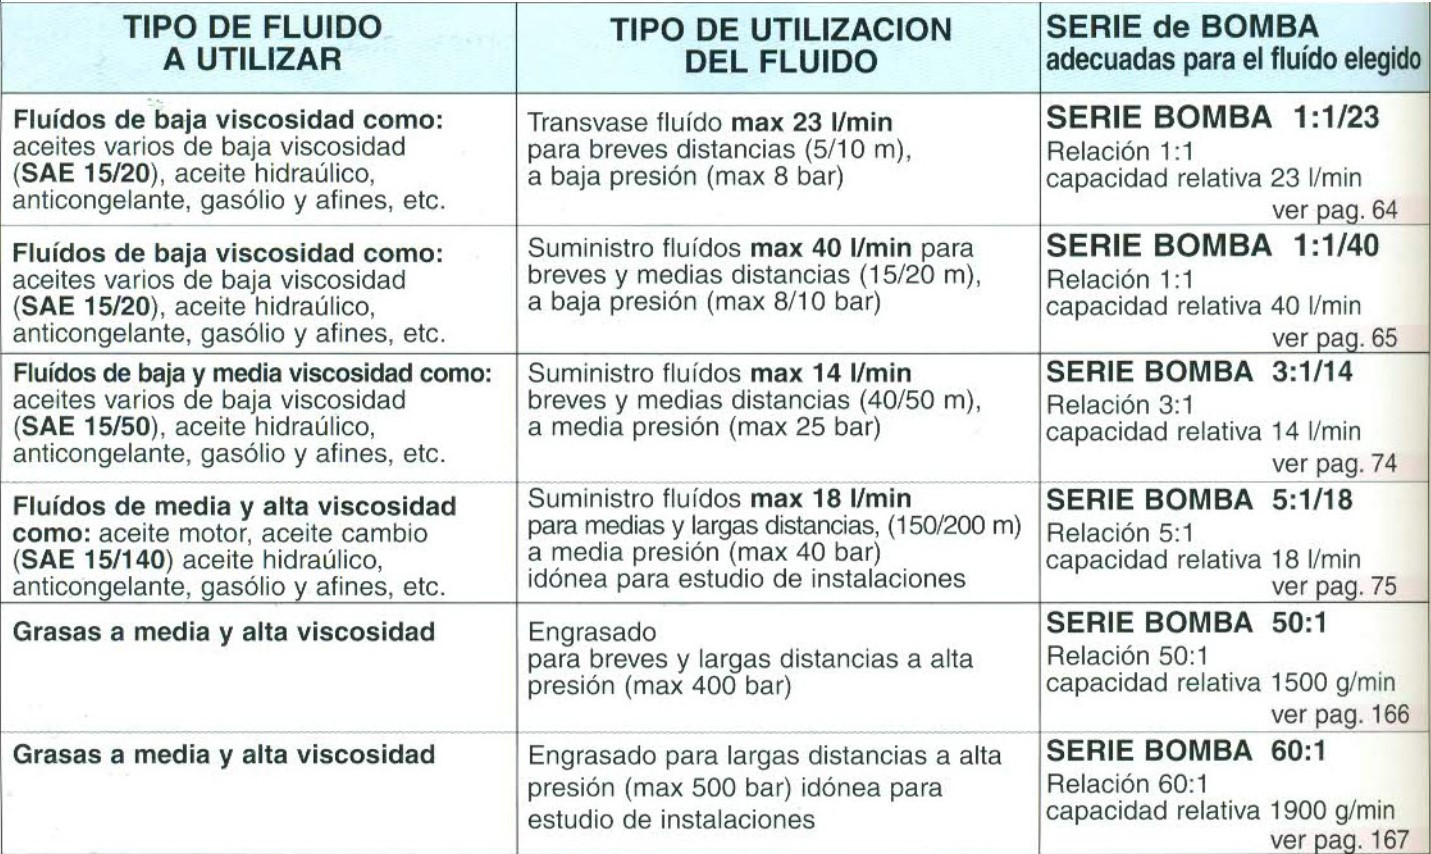 TIPO DE FLUIDO
A UTILIZAR
TIPO DE UTILIZACION
DEL FLUIDO
SERIE de BOMBA
adecuadas para el fluído elegido
Fluídos de baja viscosidad como:
aceites varios de baja viscosidad
(SAE 15/20), aceite hidraúlico,
anticongelante, gasólio y afines, etc.
Transvase fluído max 23 l/min
para breves distancias (5/10 m),
a baja presión (max 8 bar)
SERIE BOMBA 1:1/23
Relación 1:1
capacidad relativa 23 l/min
ver pag. 64
Fluídos de baja viscosidad como:
aceites varios de baja viscosidad
(SAE 15/20), aceite hidraúlico,
anticongelante, gasólio y afines, etc.
Suministro fluídos max 40 l/min para
breves y medias distancias (15/20 m),
a baja presión (max 8/10 bar)
SERIE BOMBA 1:1/40
Relación 1:1
capacidad relativa 40 l/min
ver pag. 65
Fluídos de baja y media viscosidad como:
aceites varios de baja viscosidad
(SAE 15/50), aceite hidraúlico,
anticongelante, gasólio y afines, etc.
Suministro fluídos max 14 l/min
breves y medias distancias (40/50 m),
a media presión (max 25 bar)
SERIE BOMBA 3:1/14
Relación 3:1
capacidad relativa 14 l/min
ver pag. 74
Fluídos de media y alta viscosidad
como: aceite motor, aceite cambio
(SAE 15/140) aceite hidraúlico,
anticongelante, gasólio y afines, etc.
Suministro fluídos max 18 l/min
para medias y largas distancias, (150/200 m)
a media presión (max 40 bar)
idónea para estudio de instalaciones
SERIE BOMBA 5:1/18
Relación 5:1
capacidad relativa 18 l/min
ver pag. 75
Grasas a media y alta viscosidad
Engrasado
para breves y largas distancias a alta
presión (max 400 bar)
SERIE BOMBA 50:1
Relación 50:1
capacidad relativa 1500 g/min
ver pag. 166
Grasas a media y alta viscosidad
Engrasado para largas distancias a alta
presión (max 500 bar) idónea para
estudio de instalaciones
SERIE BOMBA 60:1
Relación 60:1
capacidad relativa 1900 g/min
ver pag. 167